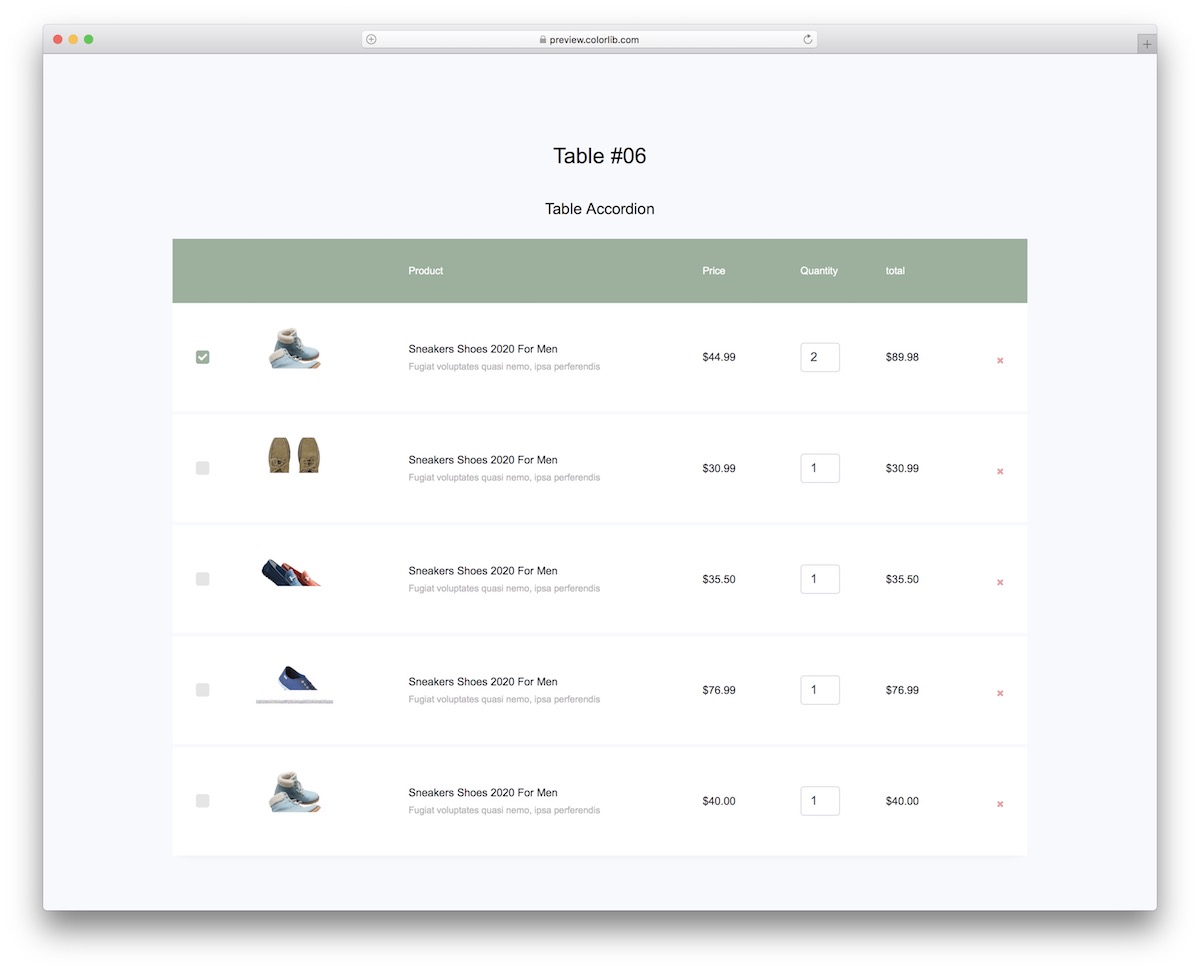 preview.colorlib.com
Table #06
Table Accordion
Product Price Quantity total
Sneakers Shoes 2020 For Men
Fugiat voluptates quasi nemo, ipsa perferendis
$44.99 2 $89.98
Sneakers Shoes 2020 For Men
Fugiat voluptates quasi nemo, ipsa perferendis
$30.99 1 $30.99
Sneakers Shoes 2020 For Men
Fugiat voluptates quasi nemo, ipsa perferendis
$35.50 1 $35.50
Sneakers Shoes 2020 For Men
Fugiat voluptates quasi nemo, ipsa perferendis
$76.99 1 $76.99
Sneakers Shoes 2020 For Men
Fugiat voluptates quasi nemo, ipsa perferendis
$40.00 1 $40.00